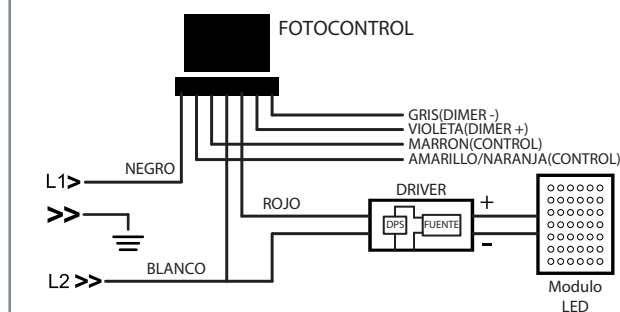 FOTOCONTROL
GRIS(DIMER -)
VIOLETA(DIMER +)
MARRON(CONTROL)
AMARILLO/NARANJA(CONTROL)
NEGRO
L1>
>>
ROJO
DRIVER
DPS
FUENTE
+
-
L2 >>
BLANCO
Modulo
LED